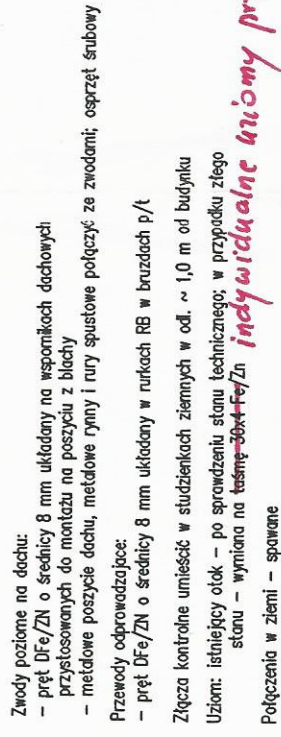 Zwody poziome na dachu:
– pręt DFe/ZN o średnicy 8 mm układany na wspornikach dachowych
przystosowanych do montażu na poszyciu z blachy
– metalowe poszycie dachu, metalowe rynny i rury spustowe połączyć ze zwodami; osprzęt śrubowy
Przewody odprowadzające:
– pręt DFe/ZN o średnicy 8 mm układany w rurkach RB w bruzdach p/t
Złącza kontrolne umieścić w studzienkach ziemnych w odl. ~ 1,0 m od budynku
Uziom: istniejący otok – po sprawdzeniu stanu technicznego; w przypadku złego
stanu – wymiana na taśmę 30x4 Fe/Zn indywidualne uziomy
Połączenia w ziemi – spawane